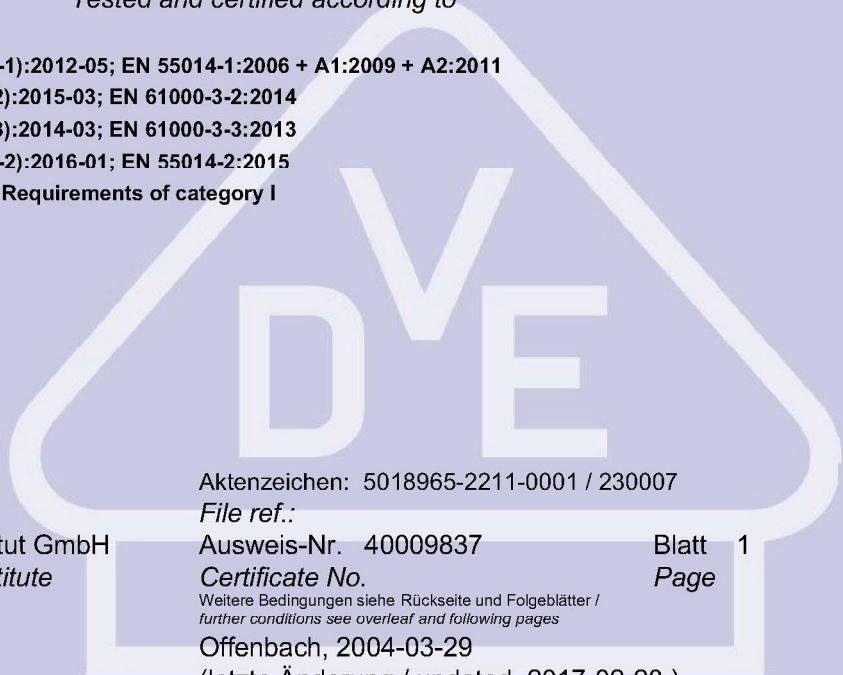 Tested and certified according to
-1):2012-05; EN 55014-1:2006 + A1:2009 + A2:2011
2):2015-03; EN 61000-3-2:2014
3):2014-03; EN 61000-3-3:2013
-2):2016-01; EN 55014-2:2015
Requirements of category I
VDE
Aktenzeichen: 5018965-2211-0001 / 230007
File ref.:
tut GmbH Ausweis-Nr. 40009837 Blatt 1
titute Certificate No. Page
Weitere Bedingungen siehe Rückseite und Folgeblätter /
further conditions see overleaf and following pages
Offenbach, 2004-03-29
(letzte Änderung / updated